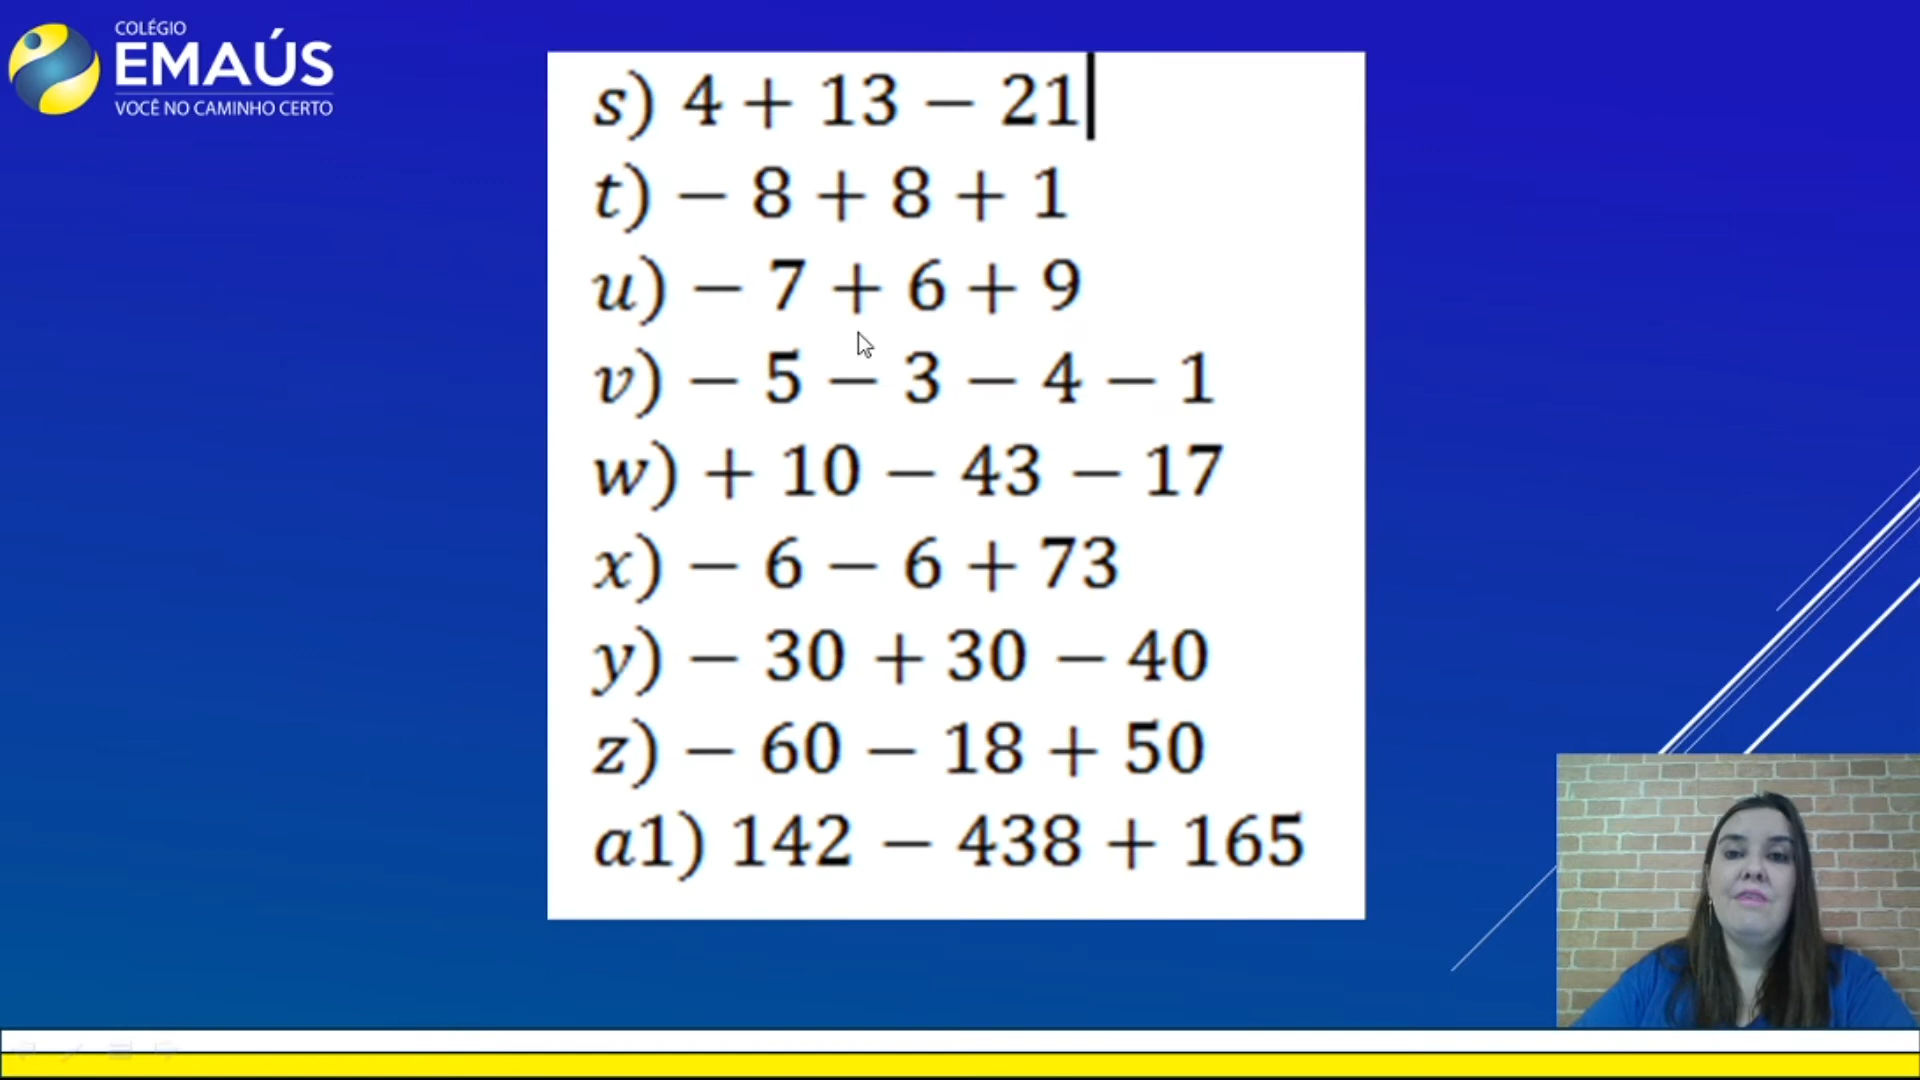 COLÉGIO
EMAÚS
VOCÊ NO CAMINHO CERTO
s) 4 + 13 − 21
t) − 8 + 8 + 1
u) − 7 + 6 + 9
v) − 5 − 3 − 4 − 1
w) + 10 − 43 − 17
x) − 6 − 6 + 73
y) − 30 + 30 − 40
z) − 60 − 18 + 50
a1) 142 − 438 + 165